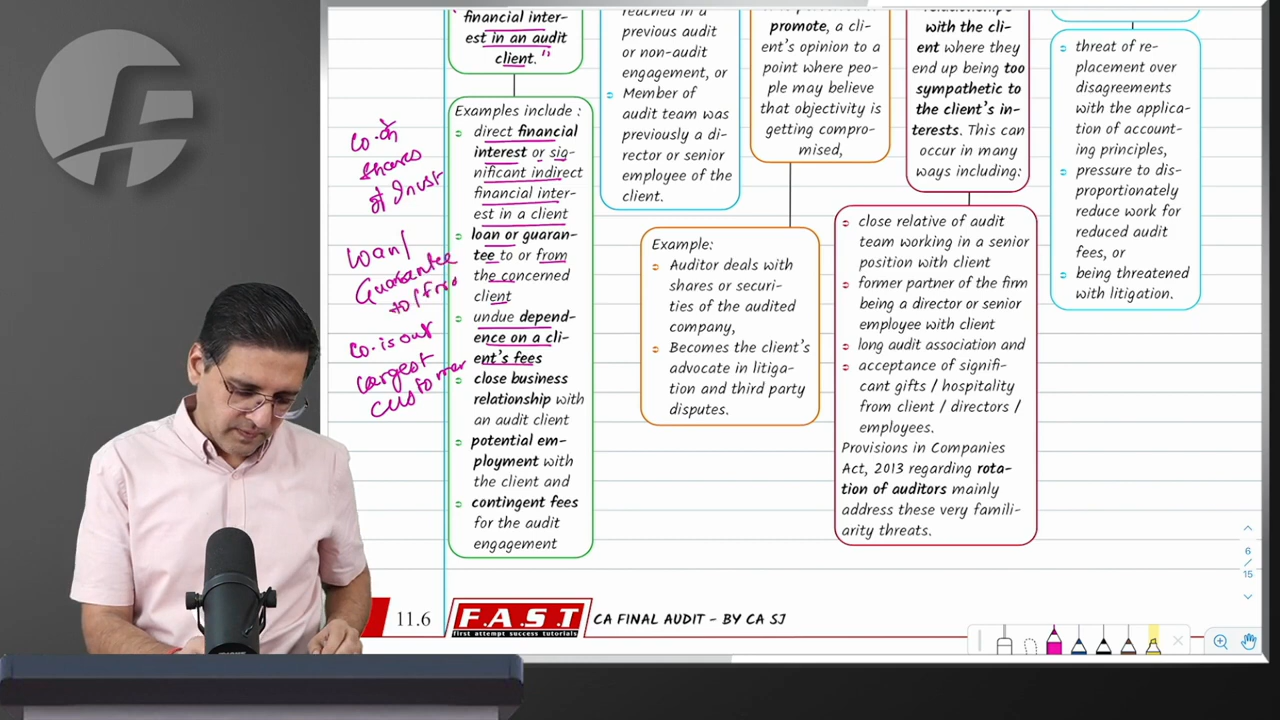 financial inter-
est in an audit
client."
Examples include :
direct financial
interest or sig-
nificant indirect
financial inter-
est in a client
loan or guaran-
tee to or from
the concerned
client
undue depend-
ence on a cli-
ent's fees
close business
relationship with
an audit client
potential em-
ployment with
the client and
contingent fees
for the audit
engagement
Co. in
shares
of trust
Loan/
Guarantee
to/from
Co. is our
largest
customer
reached in a
previous audit
or non-audit
engagement, or
Member of
audit team was
previously a di-
rector or senior
employee of the
client.
promote, a cli-
ent's opinion to a
point where peo-
ple may believe
that objectivity is
getting compro-
mised,
Example:
Auditor deals with
shares or securi-
ties of the audited
company,
Becomes the client's
advocate in litiga-
tion and third party
disputes.
relationships
with the cli-
ent where they
end up being too
sympathetic to
the client's in-
terests. This can
occur in many
ways including:
close relative of audit
team working in a senior
position with client
former partner of the firm
being a director or senior
employee with client
long audit association and
acceptance of signifi-
cant gifts / hospitality
from client / directors /
employees.
Provisions in Companies
Act, 2013 regarding rota-
tion of auditors mainly
address these very famili-
arity threats.
threat of re-
placement over
disagreements
with the applica-
tion of account-
ing principles,
pressure to dis-
proportionately
reduce work for
reduced audit
fees, or
being threatened
with litigation.
6
/
15
11.6
F.A.S.T
first attempt success tutorials
CA FINAL AUDIT - BY CA SJ